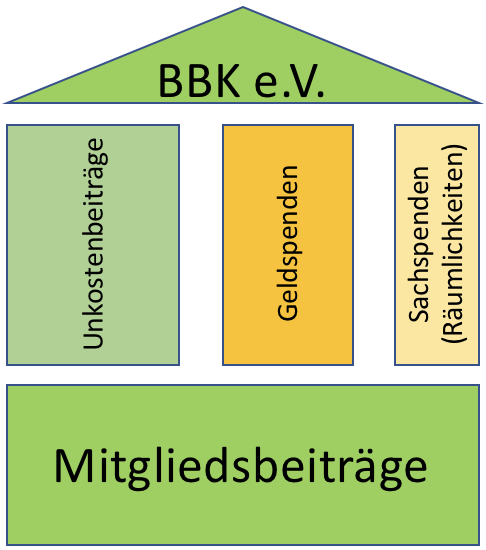 BBK e.V.
Unkostenbeiträge
Geldspenden
Sachspenden
(Räumlichkeiten)
Mitgliedsbeiträge